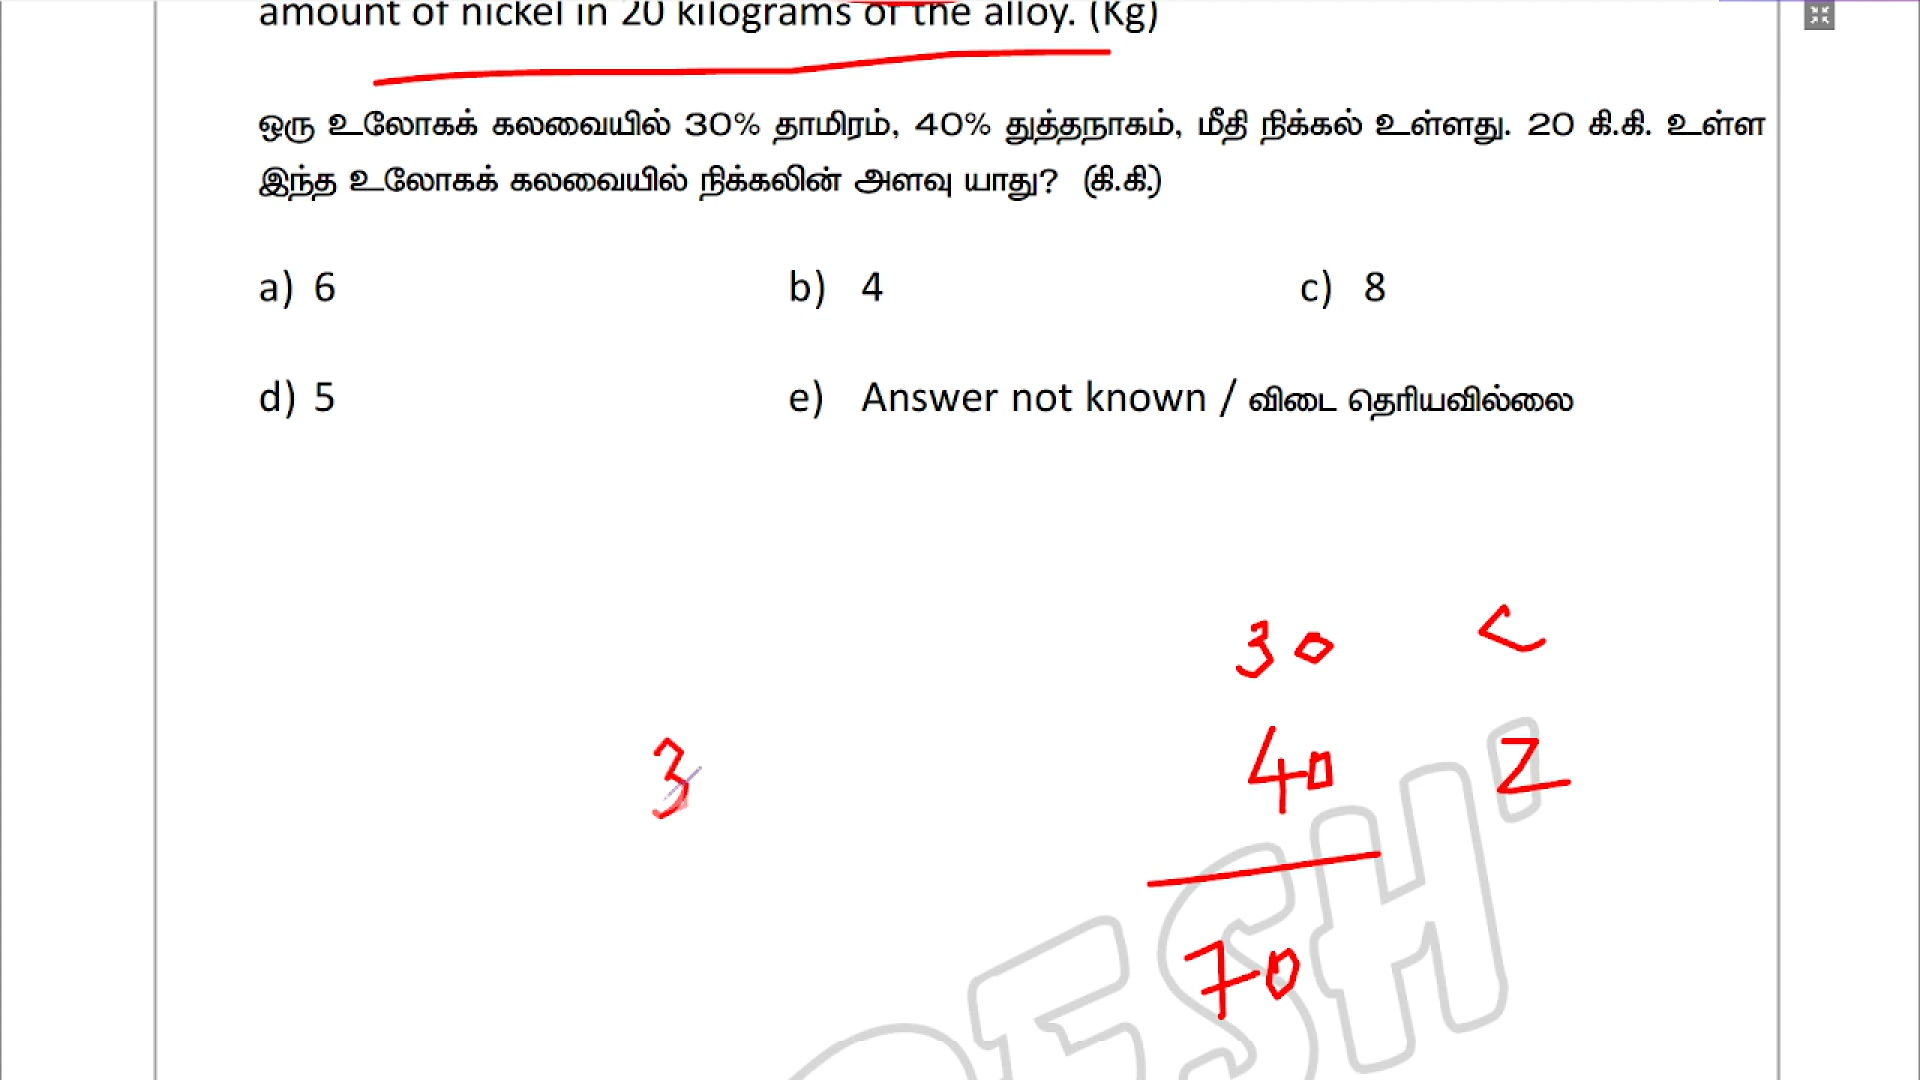 amount of nickel in 20 kilograms of the alloy. (Kg)
ஒரு உலோகக் கலவையில் 30% தாமிரம், 40% துத்தநாகம், மீதி நிக்கல் உள்ளது. 20 கி.கி. உள்ள
இந்த உலோகக் கலவையில் நிக்கலின் அளவு யாது? (கி.கி.)
a) 6 b) 4 c) 8
d) 5 e) Answer not known / விடை தெரியவில்லை
30 C
40 Z
3
70